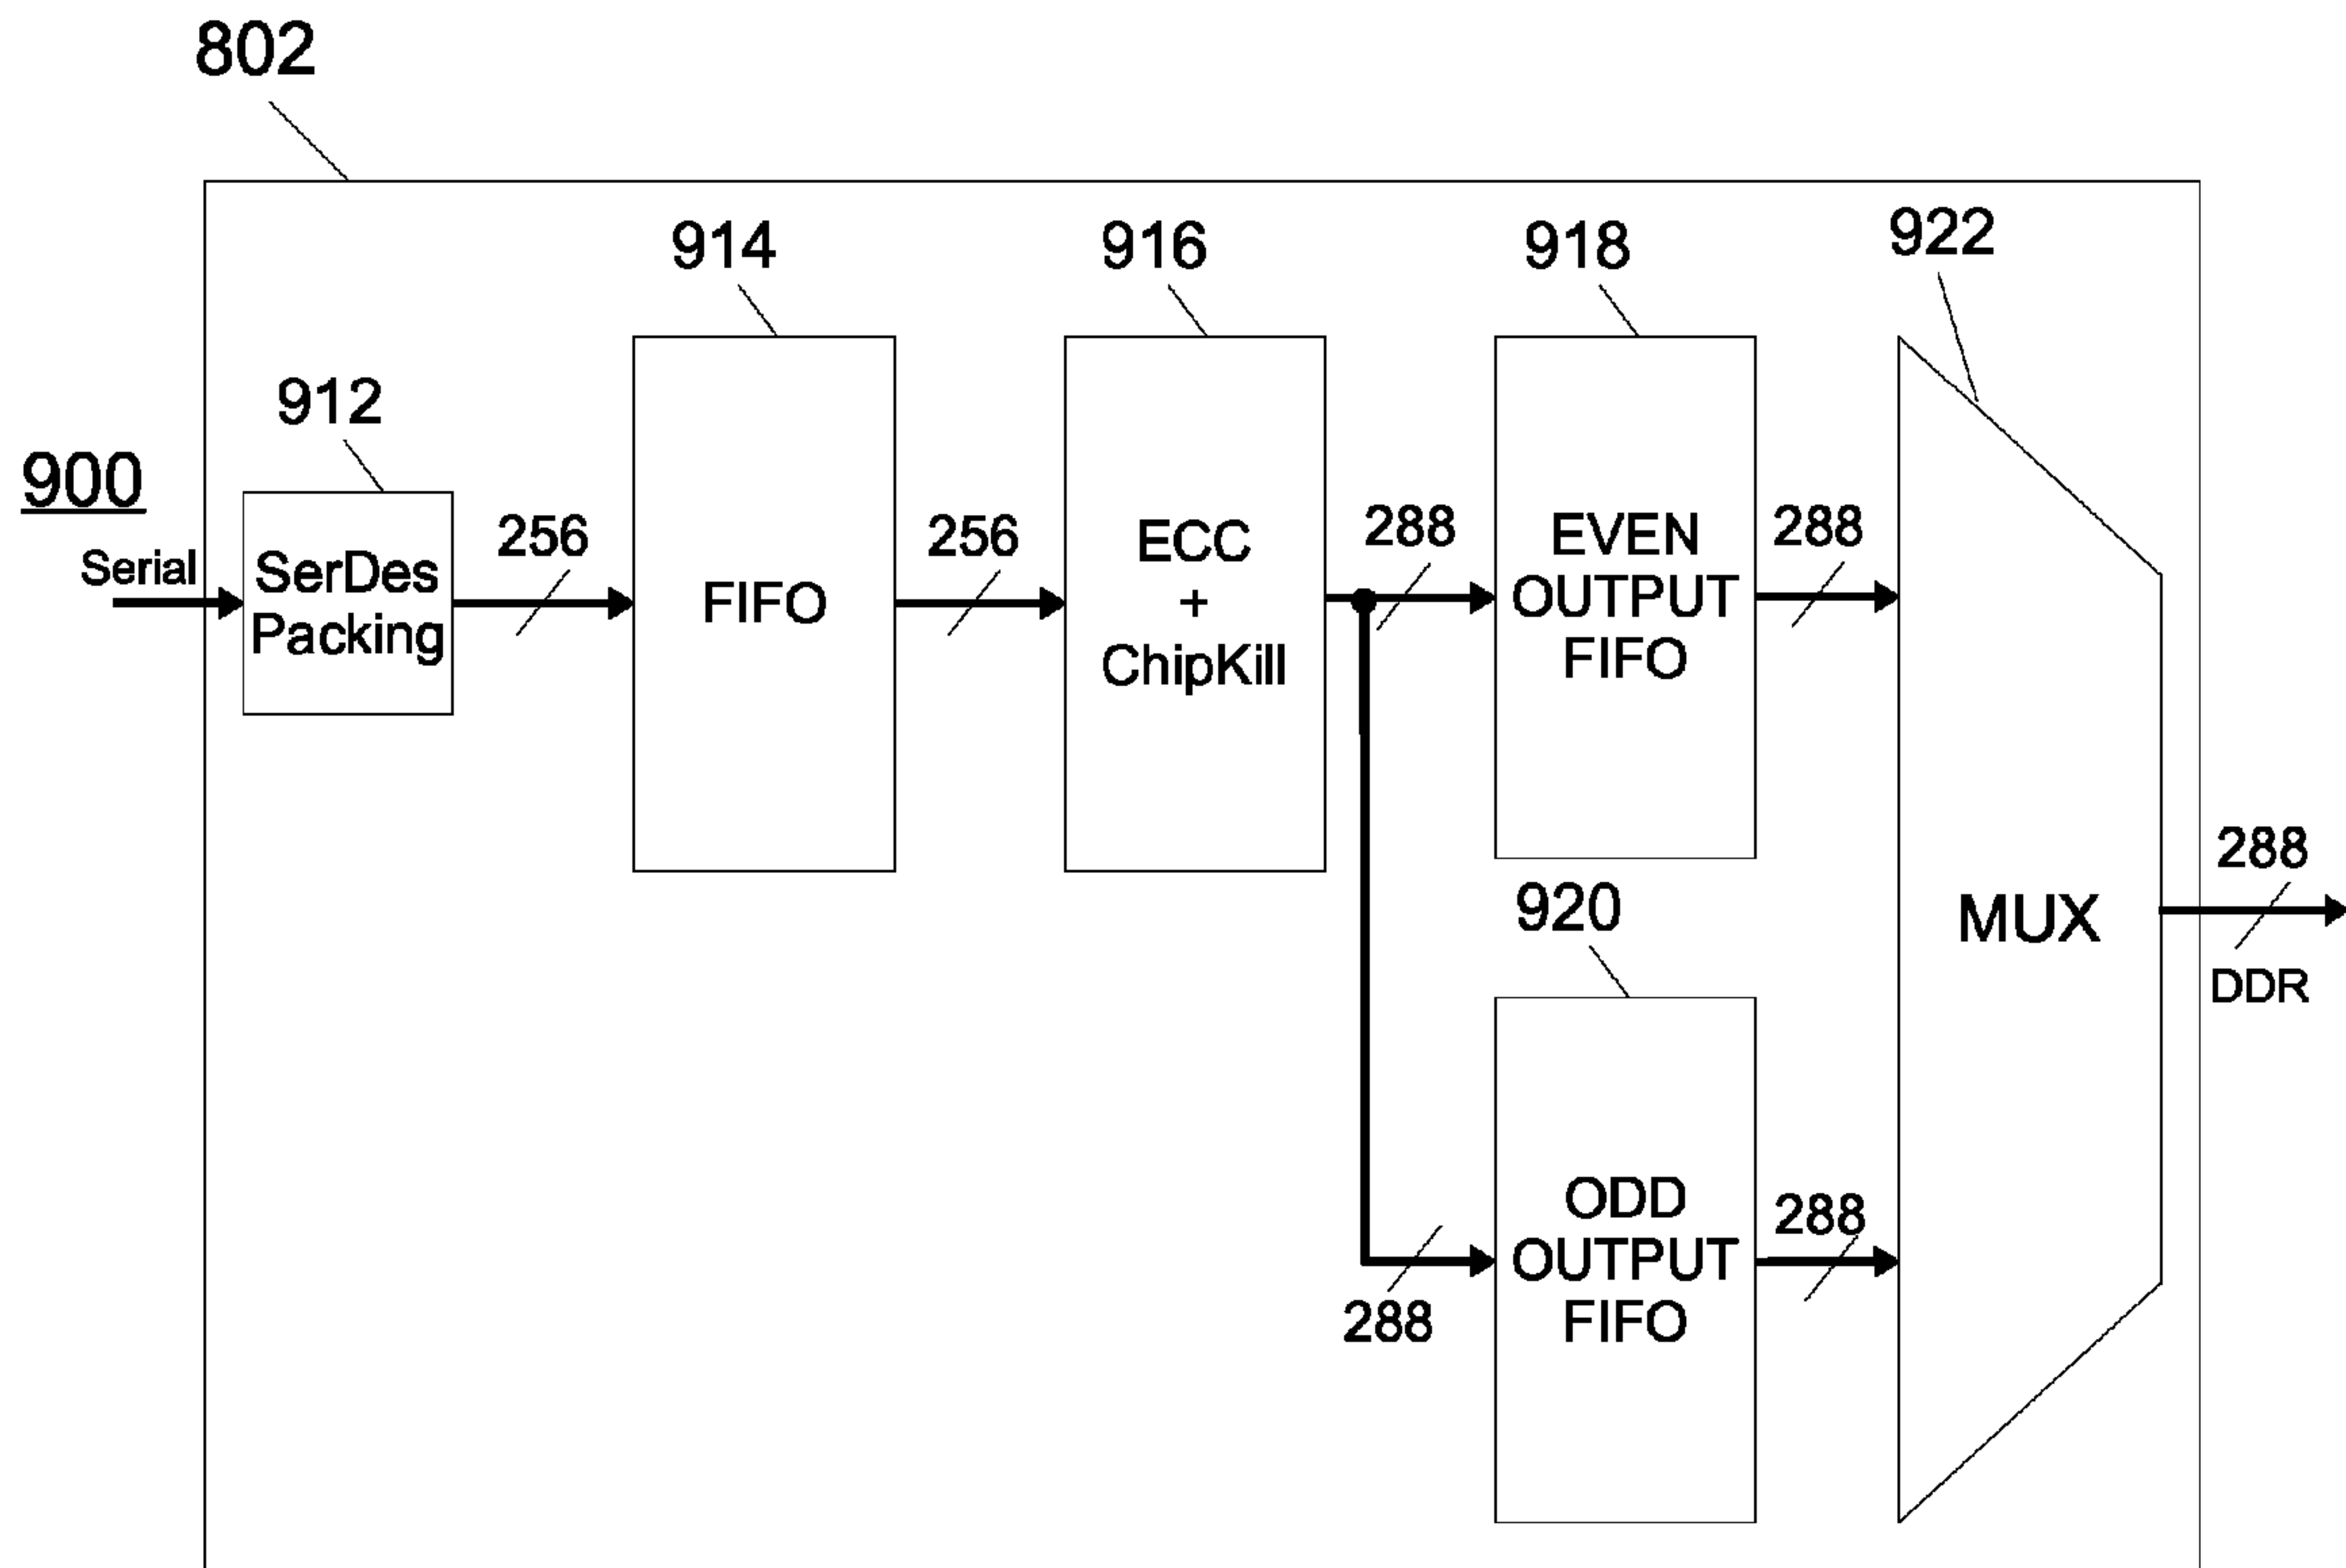 802
914
916
918
922
912
900
Serial
SerDes
Packing
256
FIFO
256
ECC
+
ChipKill
288
EVEN
OUTPUT
FIFO
288
MUX
288
DDR
920
288
ODD
OUTPUT
FIFO
288